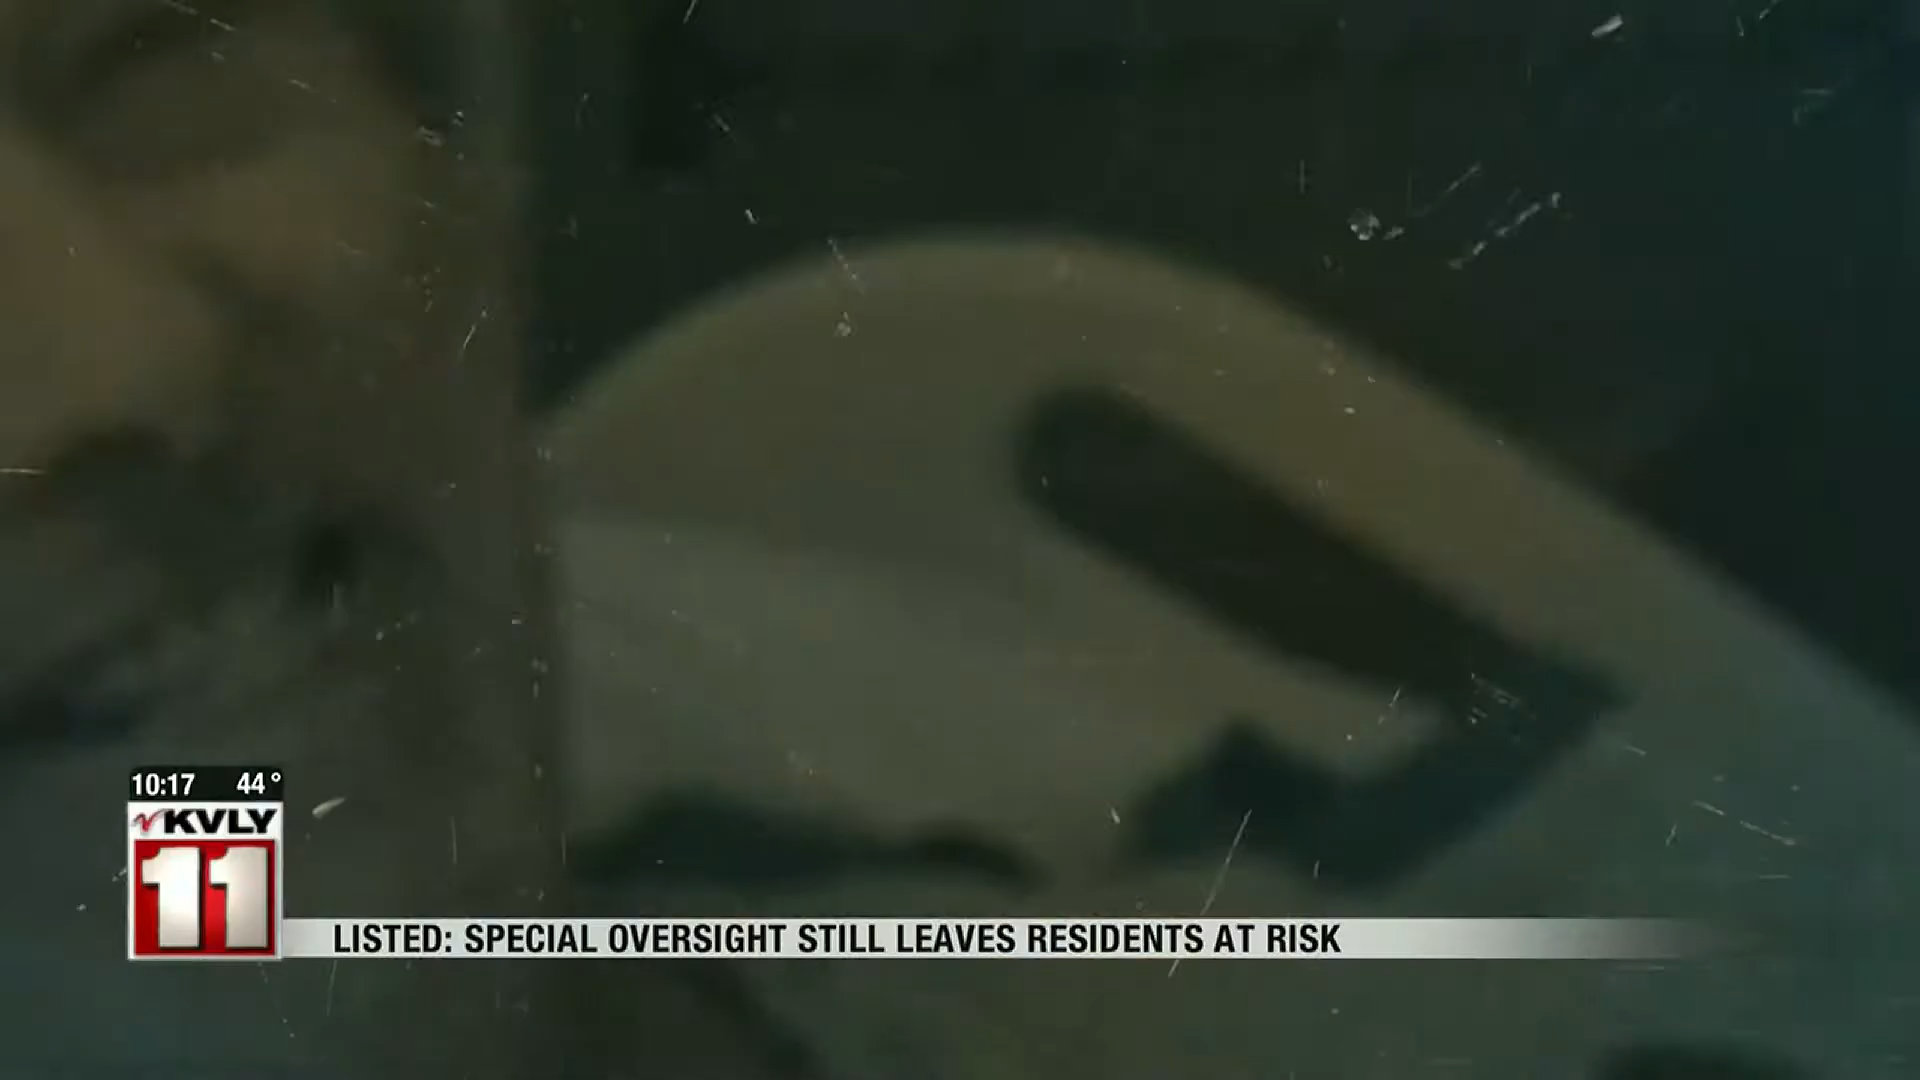 10:17 44°
KVLY
11
LISTED: SPECIAL OVERSIGHT STILL LEAVES RESIDENTS AT RISK